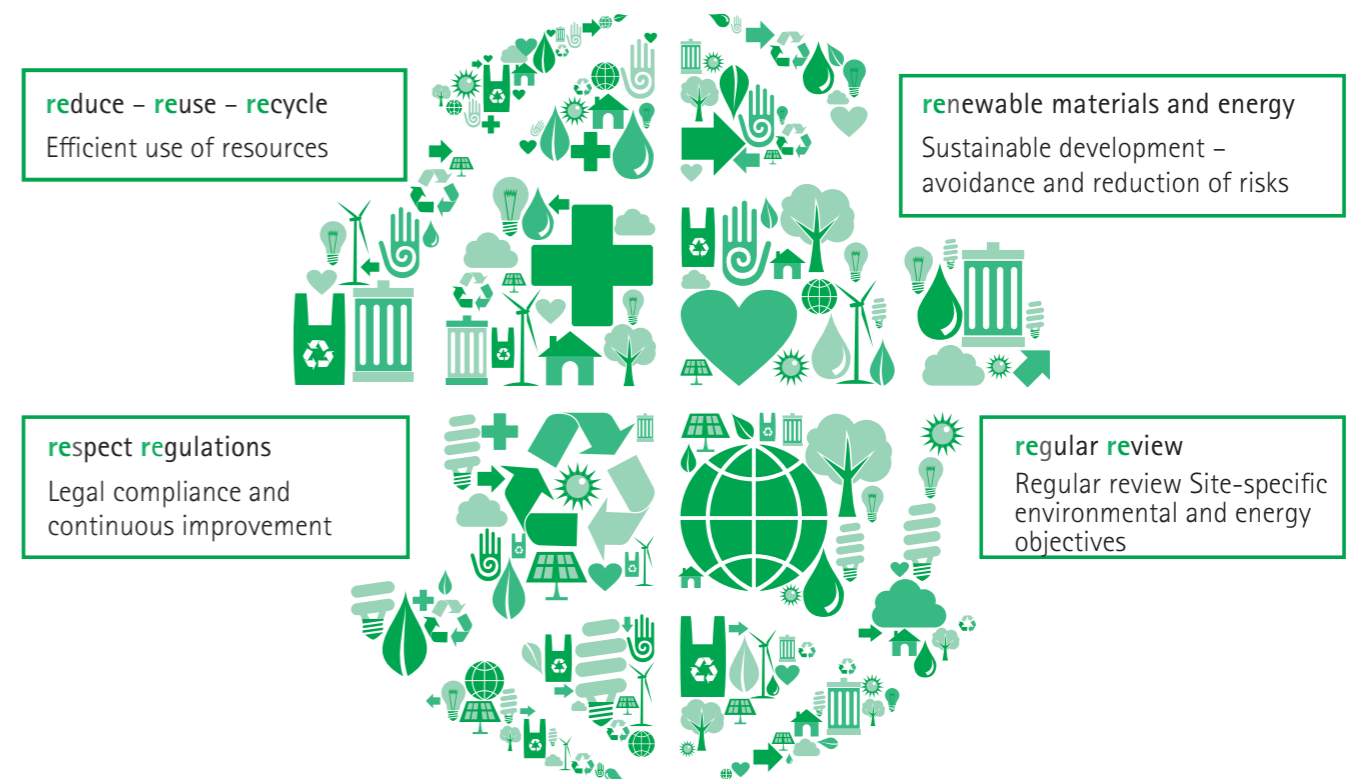 reduce – reuse – recycle
Efficient use of resources
renewable materials and energy
Sustainable development –
avoidance and reduction of risks
respect regulations
Legal compliance and
continuous improvement
regular review
Regular review Site-specific
environmental and energy
objectives